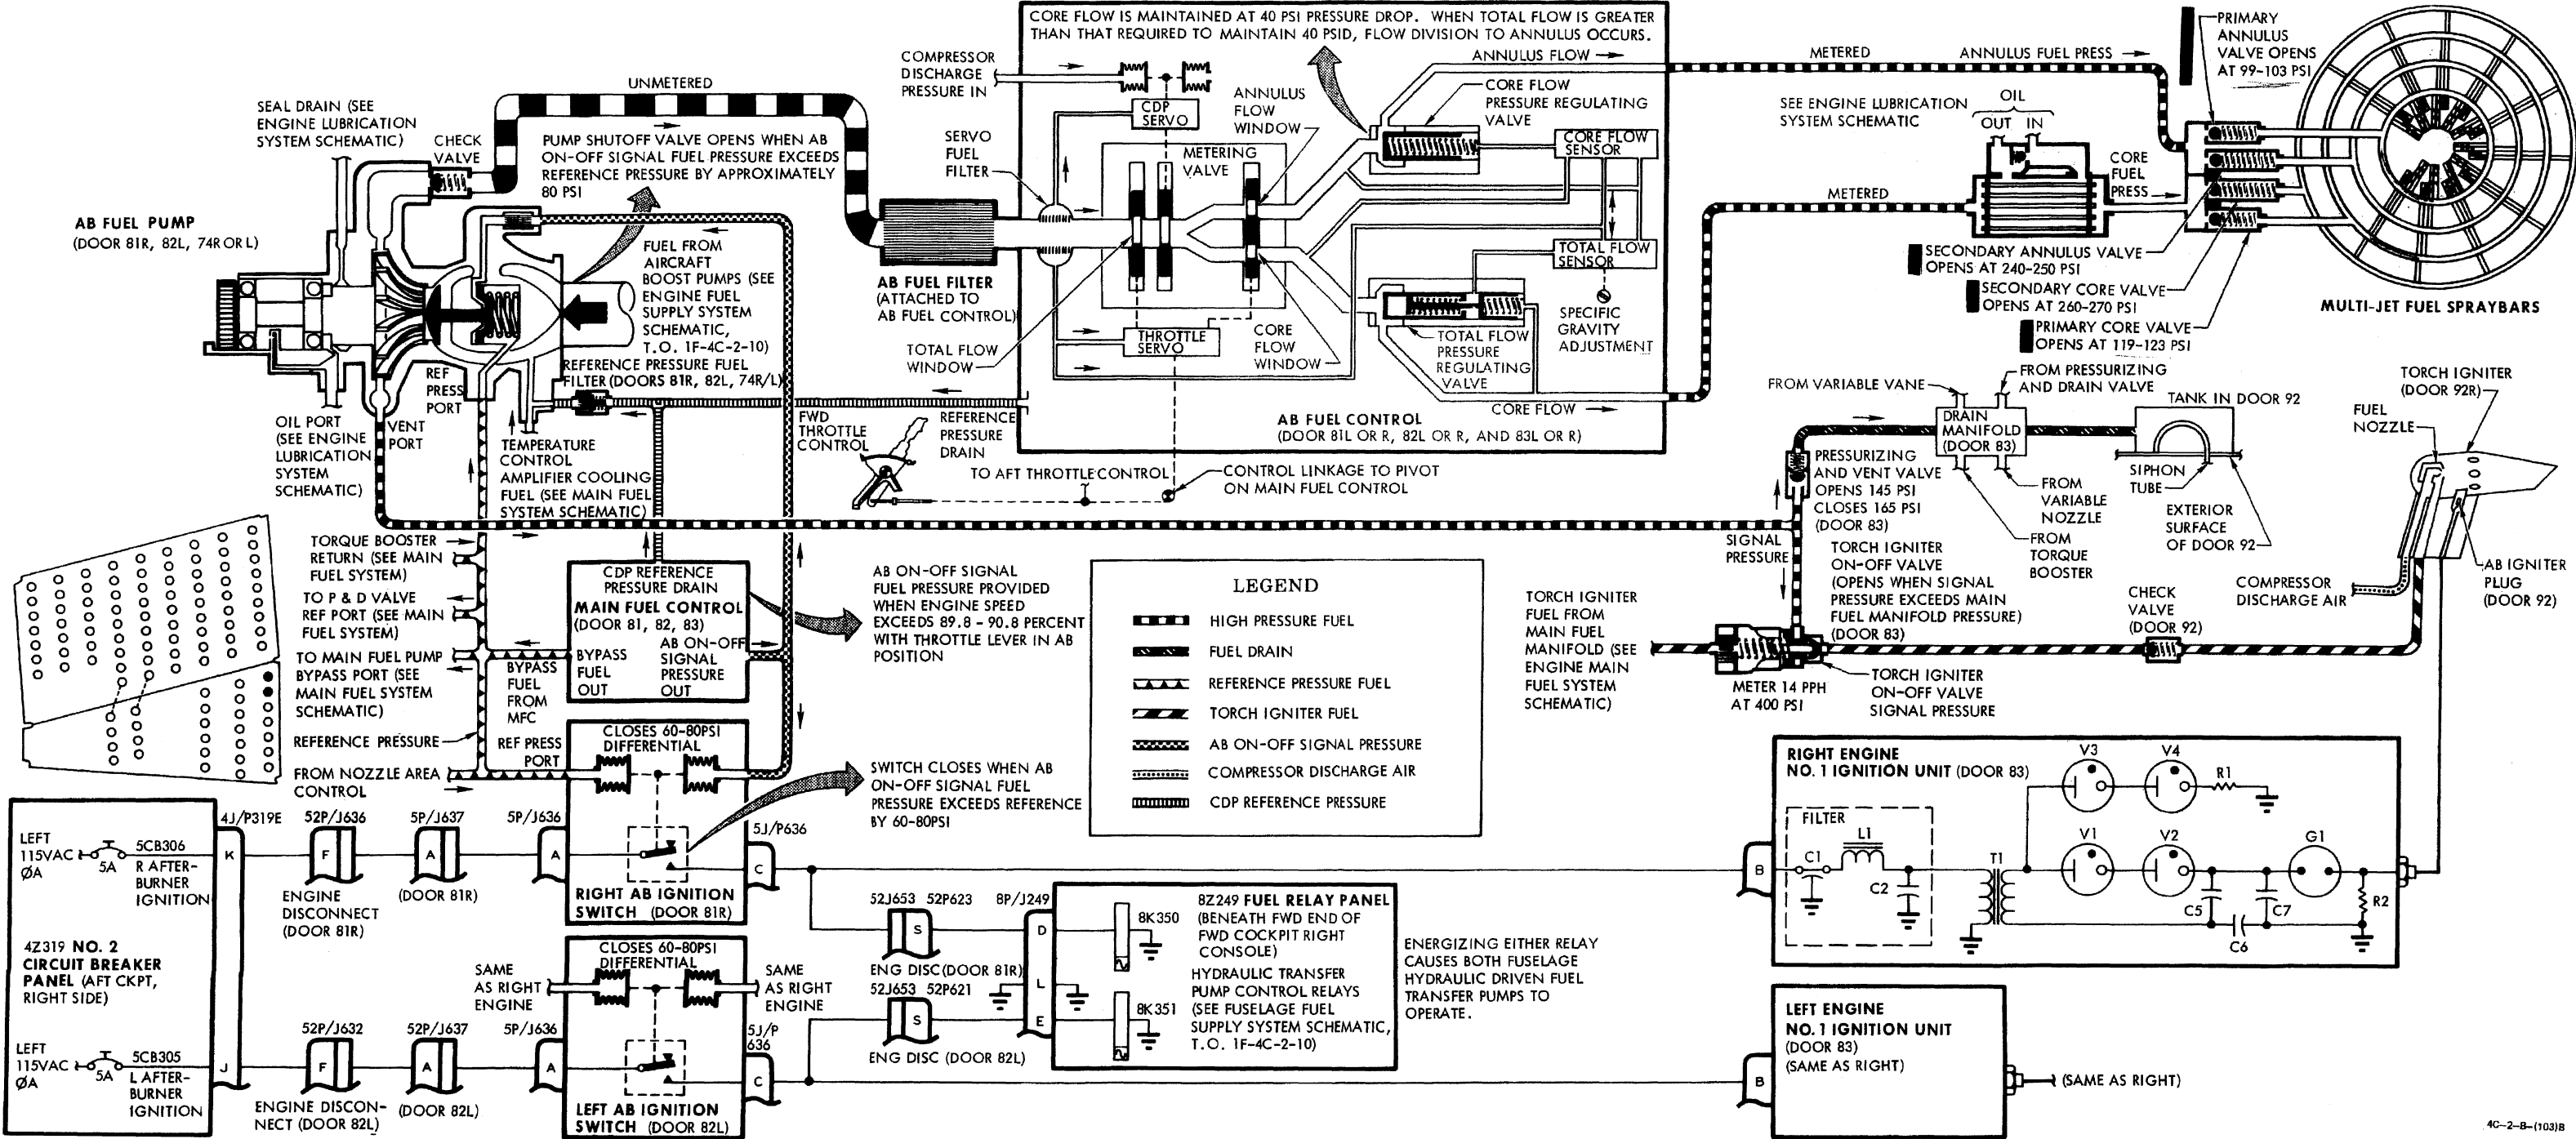 CORE FLOW IS MAINTAINED AT 40 PSI PRESSURE DROP. WHEN TOTAL FLOW IS GREATER
THAN THAT REQUIRED TO MAINTAIN 40 PSID, FLOW DIVISION TO ANNULUS OCCURS.
SEAL DRAIN (SEE
ENGINE LUBRICATION
SYSTEM SCHEMATIC)
CHECK
VALVE
UNMETERED
PUMP SHUTOFF VALVE OPENS WHEN AB
ON-OFF SIGNAL FUEL PRESSURE EXCEEDS
REFERENCE PRESSURE BY APPROXIMATELY
80 PSI
AB FUEL PUMP
(DOOR 81R, 82L, 74R OR L)
FUEL FROM
AIRCRAFT
BOOST PUMPS (SEE
ENGINE FUEL
SUPPLY SYSTEM
SCHEMATIC,
T.O. 1F-4C-2-10)
REFERENCE PRESSURE FUEL
FILTER (DOORS 81R, 82L, 74R/L)
REF
PRESS
PORT
OIL PORT
(SEE ENGINE
LUBRICATION
SYSTEM
SCHEMATIC)
VENT
PORT
TEMPERATURE
CONTROL
AMPLIFIER COOLING
FUEL (SEE MAIN FUEL
SYSTEM SCHEMATIC)
COMPRESSOR
DISCHARGE
PRESSURE IN
SERVO
FUEL
FILTER
AB FUEL FILTER
(ATTACHED TO
AB FUEL CONTROL)
CDP
SERVO
METERING
VALVE
ANNULUS
FLOW
WINDOW
ANNULUS FLOW
CORE FLOW
PRESSURE REGULATING
VALVE
CORE FLOW
SENSOR
TOTAL FLOW
SENSOR
SPECIFIC
GRAVITY
ADJUSTMENT
THROTTLE
SERVO
TOTAL FLOW
WINDOW
CORE
FLOW
WINDOW
TOTAL FLOW
PRESSURE
REGULATING
VALVE
CORE FLOW
AB FUEL CONTROL
(DOOR 81L OR R, 82L OR R, AND 83L OR R)
FWD
THROTTLE
CONTROL
REFERENCE
PRESSURE
DRAIN
TO AFT THROTTLE CONTROL
CONTROL LINKAGE TO PIVOT
ON MAIN FUEL CONTROL
METERED
ANNULUS FUEL PRESS
SEE ENGINE LUBRICATION
SYSTEM SCHEMATIC
OIL
OUT IN
METERED
CORE
FUEL
PRESS
PRIMARY
ANNULUS
VALVE OPENS
AT 99-103 PSI
SECONDARY ANNULUS VALVE
OPENS AT 240-250 PSI
SECONDARY CORE VALVE
OPENS AT 260-270 PSI
PRIMARY CORE VALVE
OPENS AT 119-123 PSI
MULTI-JET FUEL SPRAYBARS
FROM VARIABLE VANE
FROM PRESSURIZING
AND DRAIN VALVE
DRAIN
MANIFOLD
(DOOR 83)
TANK IN DOOR 92
SIPHON
TUBE
EXTERIOR
SURFACE
OF DOOR 92
FROM
VARIABLE
NOZZLE
FROM
TORQUE
BOOSTER
PRESSURIZING
AND VENT VALVE
OPENS 145 PSI
CLOSES 165 PSI
(DOOR 83)
SIGNAL
PRESSURE
TORCH IGNITER
ON-OFF VALVE
(OPENS WHEN SIGNAL
PRESSURE EXCEEDS MAIN
FUEL MANIFOLD PRESSURE)
(DOOR 83)
TORCH IGNITER
(DOOR 92R)
FUEL
NOZZLE
COMPRESSOR
DISCHARGE AIR
AB IGNITER
PLUG
(DOOR 92)
CHECK
VALVE
(DOOR 92)
TORCH IGNITER
FUEL FROM
MAIN FUEL
MANIFOLD (SEE
ENGINE MAIN
FUEL SYSTEM
SCHEMATIC)
METER 14 PPH
AT 400 PSI
TORCH IGNITER
ON-OFF VALVE
SIGNAL PRESSURE
TORQUE BOOSTER
RETURN (SEE MAIN
FUEL SYSTEM)
TO P & D VALVE
REF PORT (SEE MAIN
FUEL SYSTEM)
TO MAIN FUEL PUMP
BYPASS PORT (SEE
MAIN FUEL SYSTEM
SCHEMATIC)
REFERENCE PRESSURE
FROM NOZZLE AREA
CONTROL
BYPASS
FUEL
FROM
MFC
REF PRESS
PORT
CDP REFERENCE
PRESSURE DRAIN
MAIN FUEL CONTROL
(DOOR 81, 82, 83)
BYPASS
FUEL
OUT
AB ON-OFF
SIGNAL
PRESSURE
OUT
AB ON-OFF SIGNAL
FUEL PRESSURE PROVIDED
WHEN ENGINE SPEED
EXCEEDS 89.8 - 90.8 PERCENT
WITH THROTTLE LEVER IN AB
POSITION
SWITCH CLOSES WHEN AB
ON-OFF SIGNAL FUEL
PRESSURE EXCEEDS REFERENCE
BY 60-80PSI
LEGEND
HIGH PRESSURE FUEL
FUEL DRAIN
REFERENCE PRESSURE FUEL
TORCH IGNITER FUEL
AB ON-OFF SIGNAL PRESSURE
COMPRESSOR DISCHARGE AIR
CDP REFERENCE PRESSURE
CLOSES 60-80PSI
DIFFERENTIAL
RIGHT AB IGNITION
SWITCH (DOOR 81R)
LEFT
115VAC
ØA
5A
5CB306
R AFTER-
BURNER
IGNITION
4Z319 NO. 2
CIRCUIT BREAKER
PANEL (AFT CKPT,
RIGHT SIDE)
LEFT
115VAC
ØA
5A
5CB305
L AFTER-
BURNER
IGNITION
4J/P319E
K
J
52P/J636
F
ENGINE
DISCONNECT
(DOOR 81R)
5P/J637
A
(DOOR 81R)
5P/J636
A
5J/P636
C
52P/J632
F
ENGINE DISCON-
NECT (DOOR 82L)
52P/J637
A
(DOOR 82L)
5P/J636
A
SAME
AS RIGHT
ENGINE
CLOSES 60-80PSI
DIFFERENTIAL
SAME
AS RIGHT
ENGINE
LEFT AB IGNITION
SWITCH (DOOR 82L)
5J/P
636
C
52J653 52P623
S
ENG DISC (DOOR 81R)
52J653 52P621
S
ENG DISC (DOOR 82L)
8P/J249
D
L
E
8K350
8K351
8Z249 FUEL RELAY PANEL
(BENEATH FWD END OF
FWD COCKPIT RIGHT
CONSOLE)
HYDRAULIC TRANSFER
PUMP CONTROL RELAYS
(SEE FUSELAGE FUEL
SUPPLY SYSTEM SCHEMATIC,
T.O. 1F-4C-2-10)
ENERGIZING EITHER RELAY
CAUSES BOTH FUSELAGE
HYDRAULIC DRIVEN FUEL
TRANSFER PUMPS TO
OPERATE.
RIGHT ENGINE
NO. 1 IGNITION UNIT (DOOR 83)
B
FILTER
C1
L1
C2
T1
V3
V4
R1
V1
V2
G1
C5
C7
C6
R2
LEFT ENGINE
NO. 1 IGNITION UNIT
(DOOR 83)
(SAME AS RIGHT)
B
(SAME AS RIGHT)
4C-2-8-(103)B